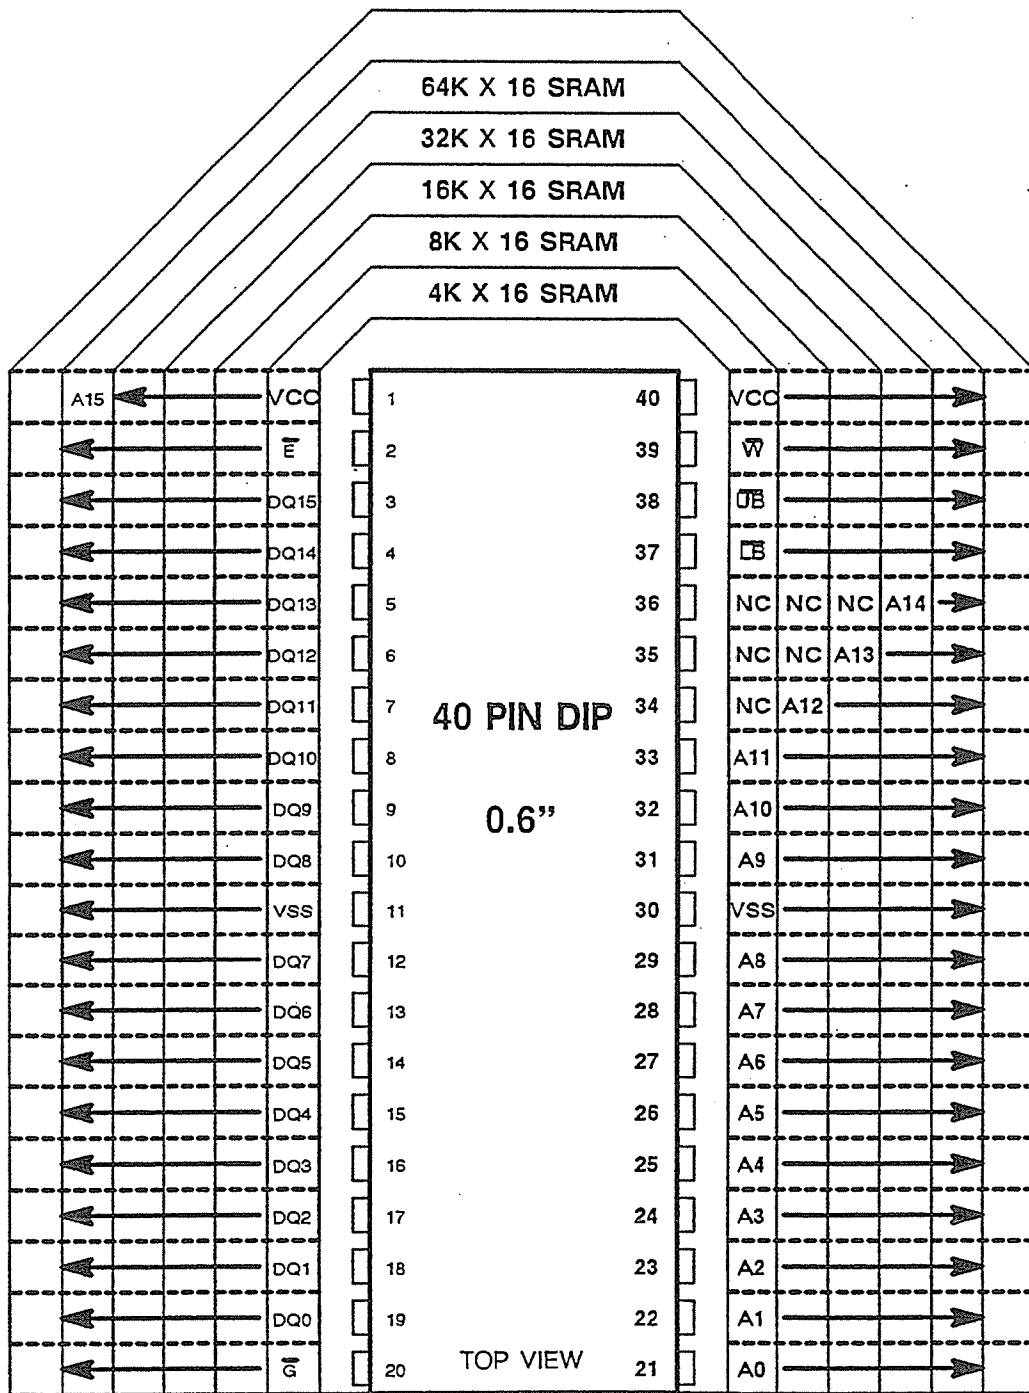 64K X 16 SRAM
32K X 16 SRAM
16K X 16 SRAM
8K X 16 SRAM
4K X 16 SRAM
A15 VCC 1 40 VCC
E̅ 2 39 W̅
DQ15 3 38 U̅B̅
DQ14 4 37 L̅B̅
DQ13 5 36 NC NC NC A14
DQ12 6 35 NC NC A13
DQ11 7 40 PIN DIP 34 NC A12
DQ10 8 33 A11
DQ9 9 0.6” 32 A10
DQ8 10 31 A9
VSS 11 30 VSS
DQ7 12 29 A8
DQ6 13 28 A7
DQ5 14 27 A6
DQ4 15 26 A5
DQ3 16 25 A4
DQ2 17 24 A3
DQ1 18 23 A2
DQ0 19 22 A1
G̅ 20 TOP VIEW 21 A0